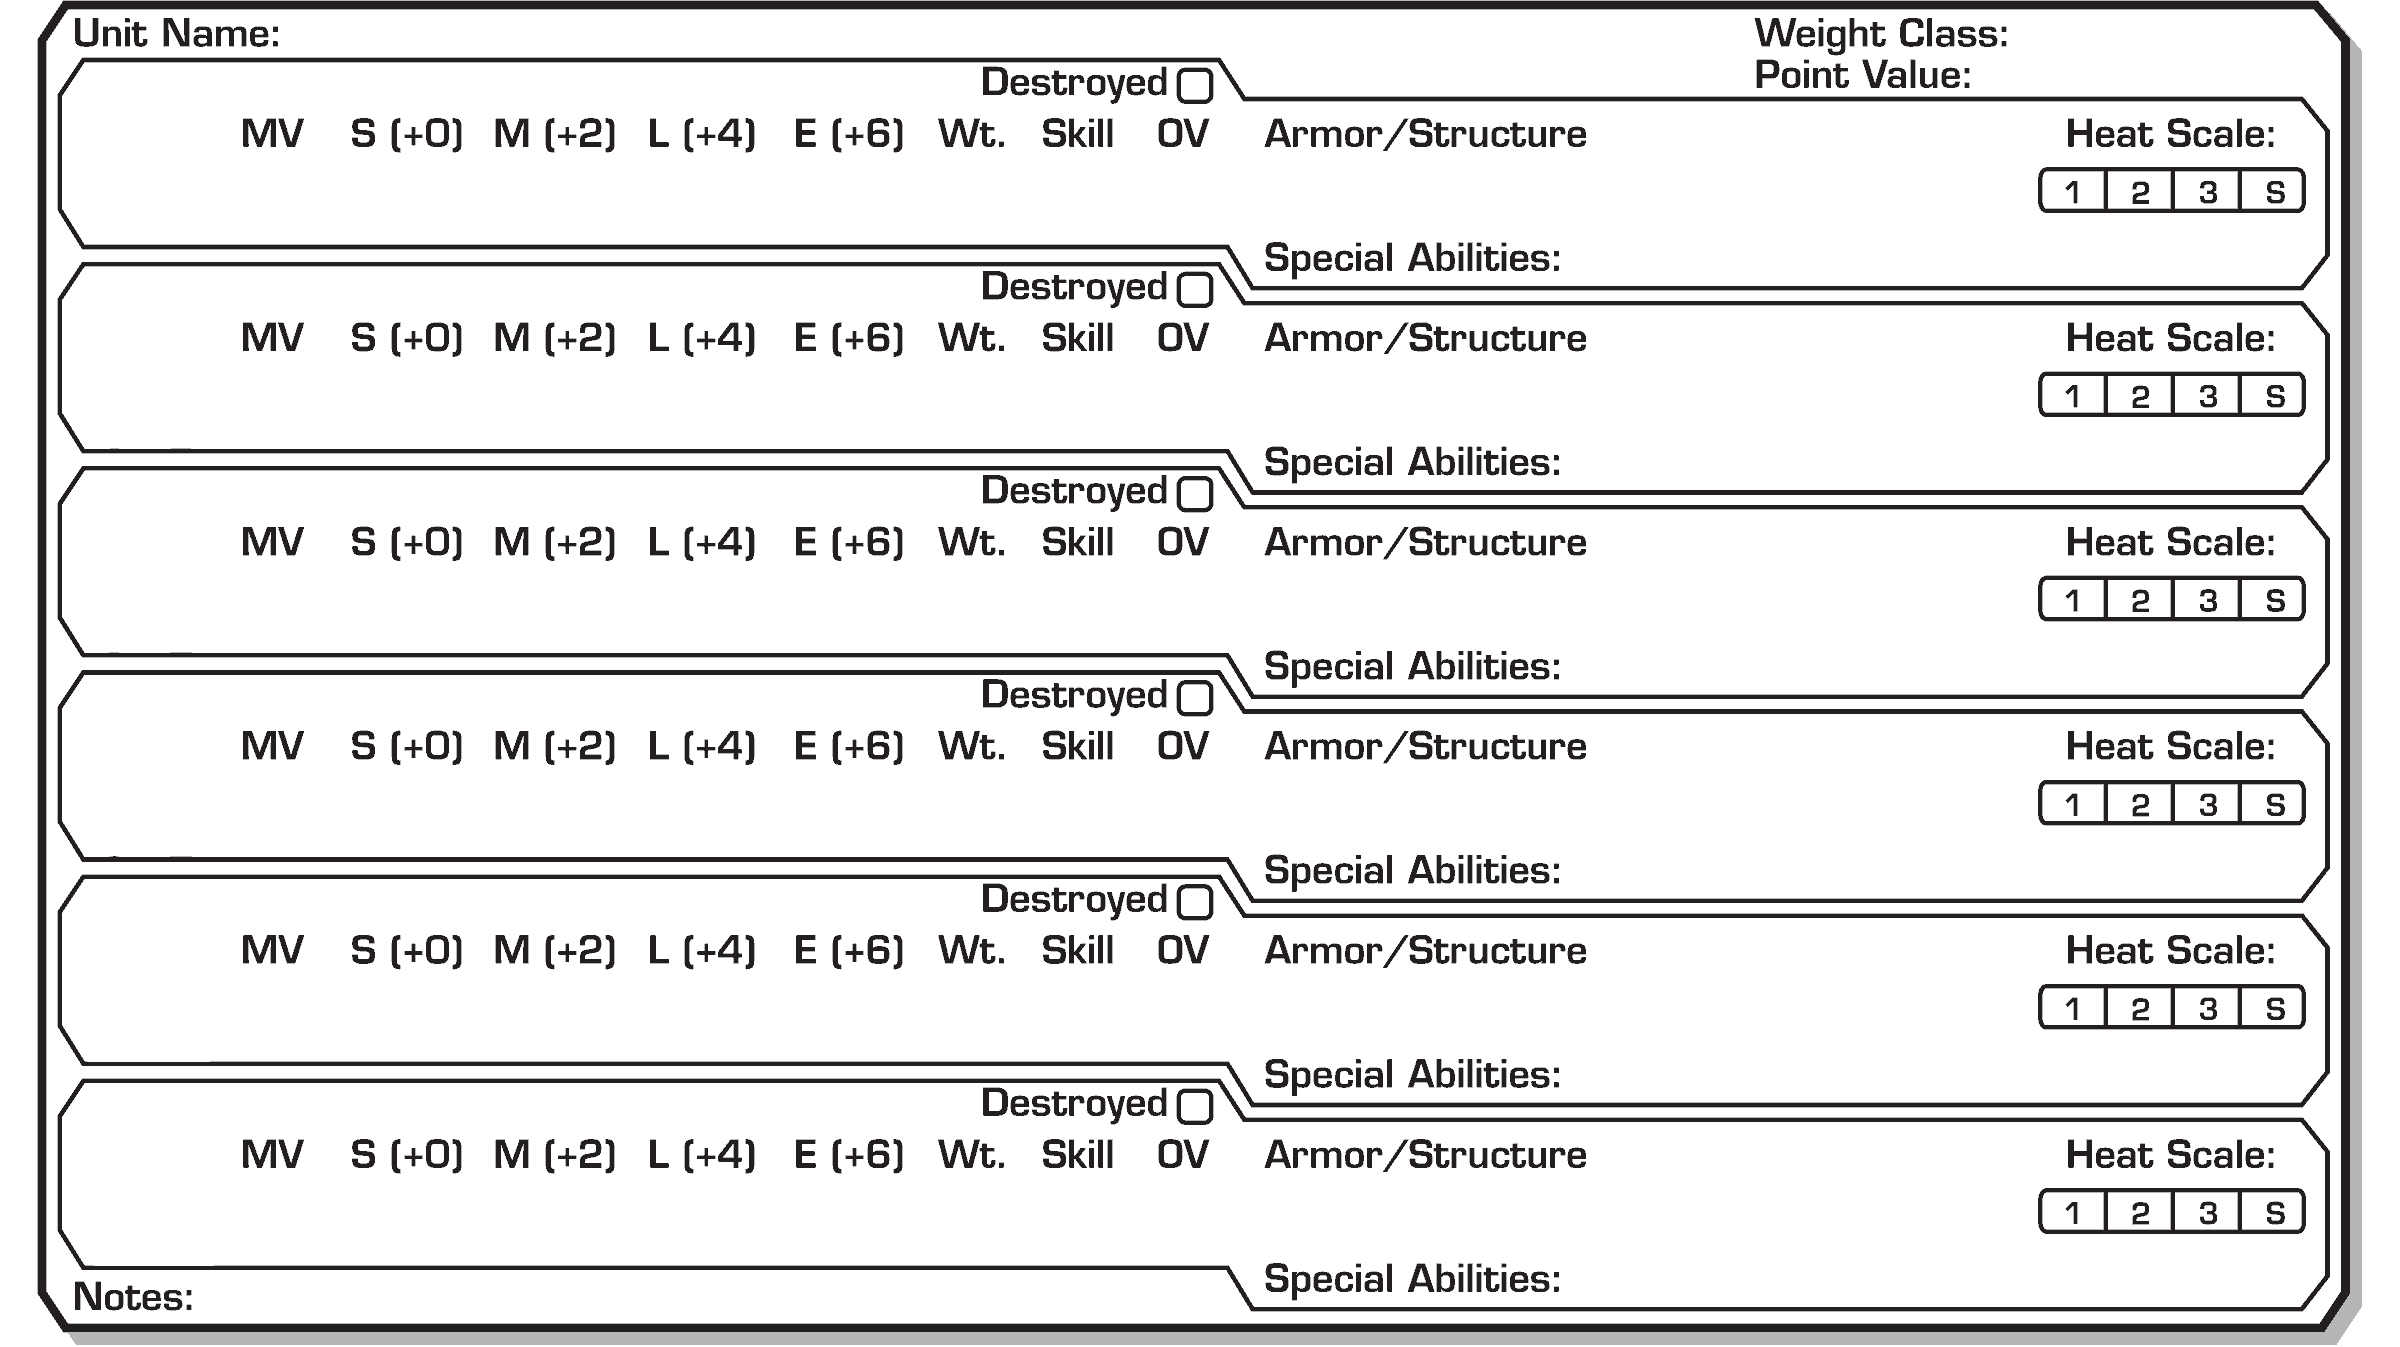 Unit Name: Weight Class:
Point Value:
Destroyed
MV S (+0) M (+2) L (+4) E (+6) Wt. Skill OV Armor/Structure Heat Scale:
1 2 3 S
Special Abilities:
Destroyed
MV S (+0) M (+2) L (+4) E (+6) Wt. Skill OV Armor/Structure Heat Scale:
1 2 3 S
Special Abilities:
Destroyed
MV S (+0) M (+2) L (+4) E (+6) Wt. Skill OV Armor/Structure Heat Scale:
1 2 3 S
Special Abilities:
Destroyed
MV S (+0) M (+2) L (+4) E (+6) Wt. Skill OV Armor/Structure Heat Scale:
1 2 3 S
Special Abilities:
Destroyed
MV S (+0) M (+2) L (+4) E (+6) Wt. Skill OV Armor/Structure Heat Scale:
1 2 3 S
Special Abilities:
Destroyed
MV S (+0) M (+2) L (+4) E (+6) Wt. Skill OV Armor/Structure Heat Scale:
1 2 3 S
Special Abilities:
Notes: